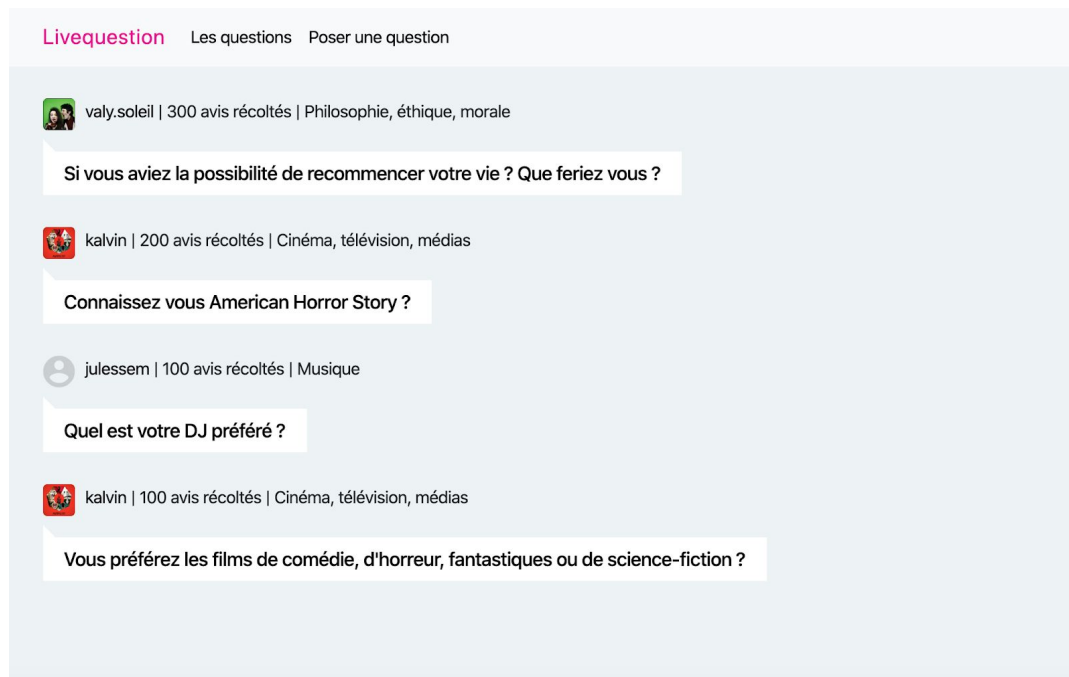 Livequestion Les questions Poser une question
valy.soleil | 300 avis récoltés | Philosophie, éthique, morale
Si vous aviez la possibilité de recommencer votre vie ? Que feriez vous ?
kalvin | 200 avis récoltés | Cinéma, télévision, médias
Connaissez vous American Horror Story ?
julessem | 100 avis récoltés | Musique
Quel est votre DJ préféré ?
kalvin | 100 avis récoltés | Cinéma, télévision, médias
Vous préférez les films de comédie, d'horreur, fantastiques ou de science-fiction ?